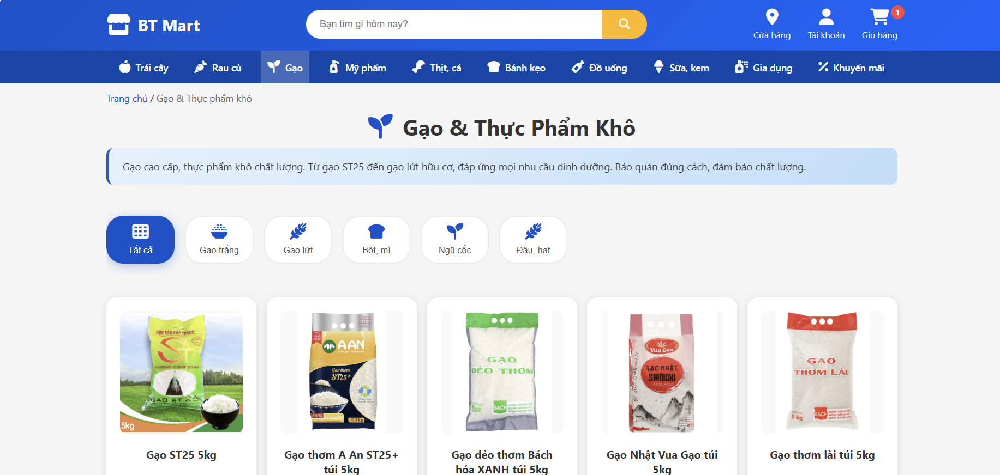 BT Mart
Bạn tìm gì hôm nay?
Cửa hàng
Tài khoản
Giỏ hàng
1
Trái cây
Rau củ
Gạo
Mỹ phẩm
Thịt, cá
Bánh kẹo
Đồ uống
Sữa, kem
Gia dụng
Khuyến mãi
Trang chủ / Gạo & Thực phẩm khô
Gạo & Thực Phẩm Khô
Gạo cao cấp, thực phẩm khô chất lượng. Từ gạo ST25 đến gạo lứt hữu cơ, đáp ứng mọi nhu cầu dinh dưỡng. Bảo quản đúng cách, đảm bảo chất lượng.
Tất cả
Gạo trắng
Gạo lứt
Bột, mì
Ngũ cốc
Đậu, hạt
ĐẶC SẢN SÓC TRĂNG
ST
GẠO ST 25
5kg
A AN
Gạo thơm
ST25+
5kg
GẠO
DẺO THƠM
5KG
SẠCH
Vua Gạo
GẠO NHẬT
SHINICHI
GẠO
THƠM LÀI
5 kg
SẠCH
Gạo ST25 5kg
Gạo thơm A An ST25+
túi 5kg
Gạo dẻo thơm Bách
hóa XANH túi 5kg
Gạo Nhật Vua Gạo túi
5kg
Gạo thơm lài túi 5kg